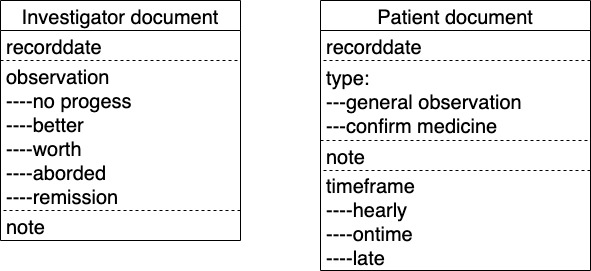 Investigator document
recorddate
observation
----no progess
----better
----worth
----aborded
----remission
note
Patient document
recorddate
type:
---general observation
---confirm medicine
note
timeframe
----hearly
----ontime
----late